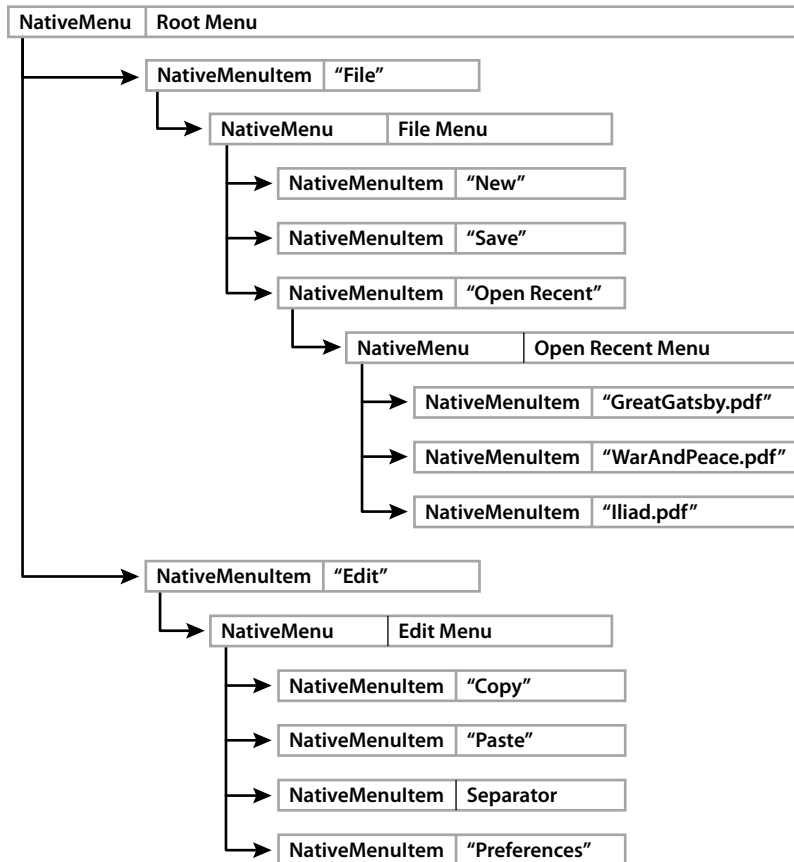 NativeMenu Root Menu
NativeMenuItem “File”
NativeMenu File Menu
NativeMenuItem “New”
NativeMenuItem “Save”
NativeMenuItem “Open Recent”
NativeMenu Open Recent Menu
NativeMenuItem “GreatGatsby.pdf”
NativeMenuItem “WarAndPeace.pdf”
NativeMenuItem “Iliad.pdf”
NativeMenuItem “Edit”
NativeMenu Edit Menu
NativeMenuItem “Copy”
NativeMenuItem “Paste”
NativeMenuItem Separator
NativeMenuItem “Preferences”